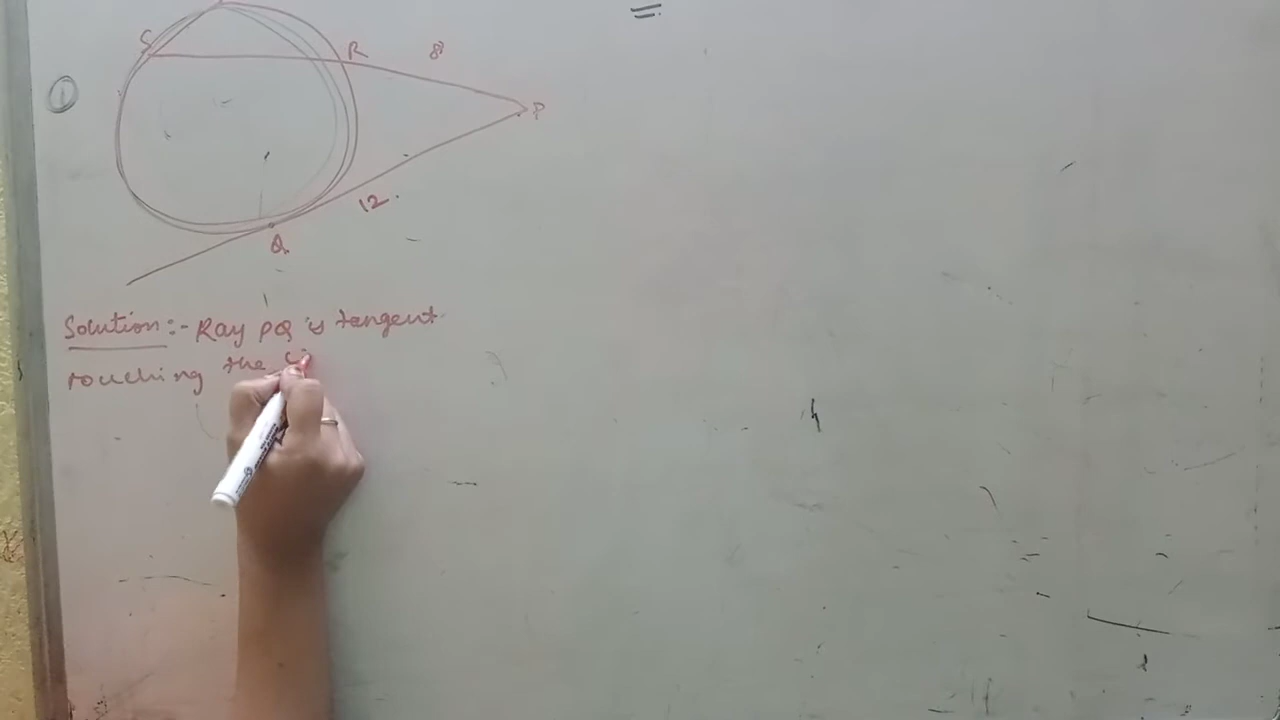 S
R
8
①
P
12.
Q
Solution :- Ray PQ is tangent
touching the